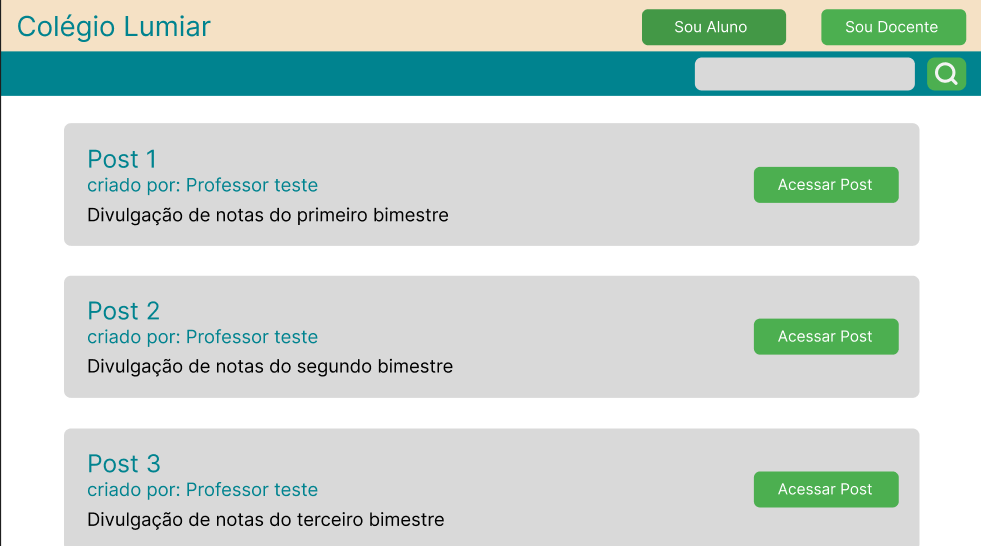 Colégio Lumiar
Sou Aluno
Sou Docente
Post 1
criado por: Professor teste
Divulgação de notas do primeiro bimestre
Acessar Post
Post 2
criado por: Professor teste
Divulgação de notas do segundo bimestre
Acessar Post
Post 3
criado por: Professor teste
Divulgação de notas do terceiro bimestre
Acessar Post